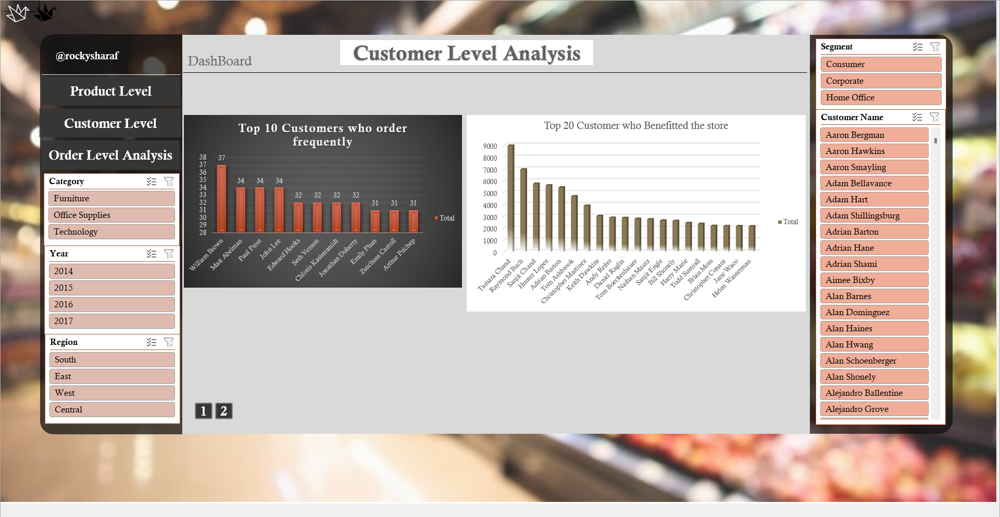 @rockysharaf
Product Level
Customer Level
Order Level Analysis
Category
Furniture
Office Supplies
Technology
Year
2014
2015
2016
2017
Region
South
East
West
Central
DashBoard
Customer Level Analysis
Top 10 Customers who order
frequently
38
37
36
35
34
33
32
31
30
29
28
37
34
34
34
32
32
32
32
31
31
31
William Brown
Matt Abelman
Paul Prost
John Lee
Edward Hooks
Seth Vernon
Chloris Kastensmidt
Jonathan Doherty
Emily Phan
Zuschuss Carroll
Arthur Prichep
Total
Top 20 Customer who Benefitted the store
9000
8000
7000
6000
5000
4000
3000
2000
1000
0
Tamara Chand
Raymond Buch
Sanjit Chand
Hunter Lopez
Adrian Barton
Tom Ashbrook
Christopher Martinez
Keith Dawkins
Andy Reiter
Daniel Raglin
Tom Boeckenhauer
Nathan Mautz
Sanjit Engle
Bill Shonely
Harry Marie
Todd Sumrall
Brian Moss
Christopher Conant
Jane Waco
Helen Wasserman
Total
1 2
Segment
Consumer
Corporate
Home Office
Customer Name
Aaron Bergman
Aaron Hawkins
Aaron Smayling
Adam Bellavance
Adam Hart
Adam Shillingsburg
Adrian Barton
Adrian Hane
Adrian Shami
Aimee Bixby
Alan Barnes
Alan Dominguez
Alan Haines
Alan Hwang
Alan Schoenberger
Alan Shonely
Alejandro Ballentine
Alejandro Grove